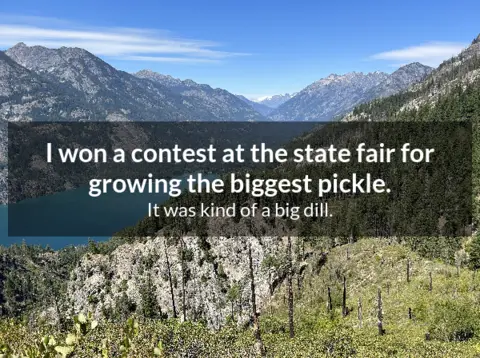 I won a contest at the state fair for
growing the biggest pickle.
It was kind of a big dill.